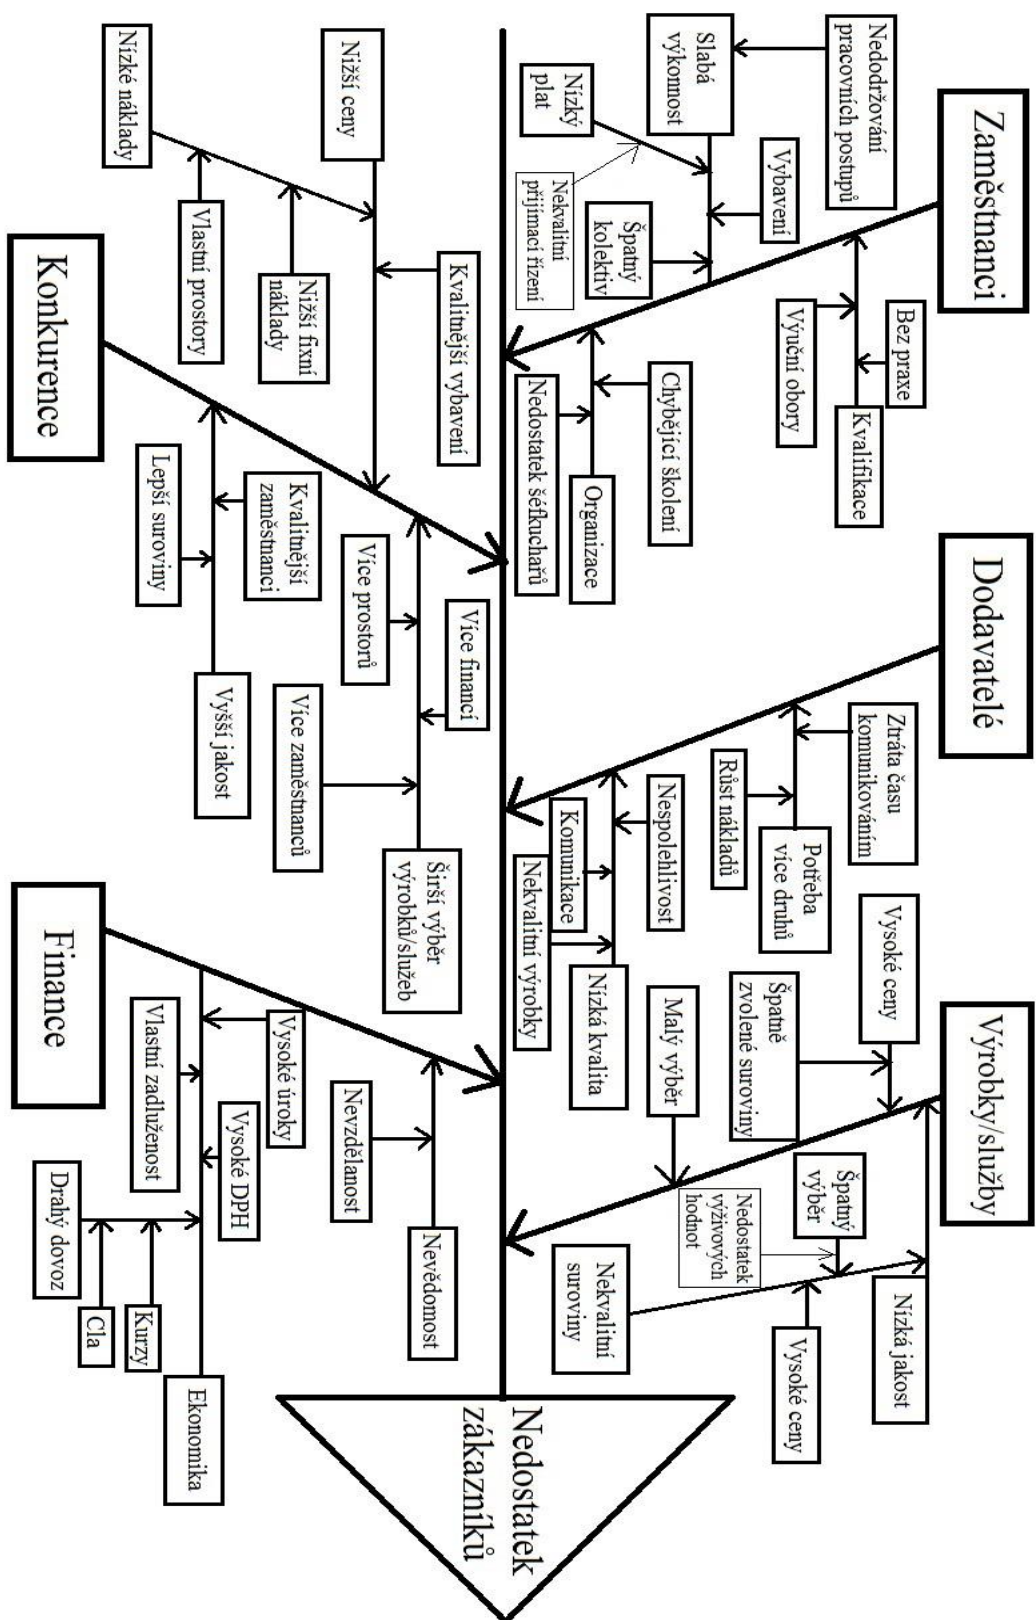 Zaměstnanci
Nedodržování
pracovních postupů
Slabá
výkonnost
Nízký
plat
Nekvalitní
přijímací řízení
Vybavení
Špatný
kolektiv
Bez praxe
Výuční obory
Kvalifikace
Chybějící školení
Nedostatek šéfkuchařů
Organizace
Dodavatelé
Ztráta času
komunikováním
Růst nákladů
Potřeba
více druhů
Nespolehlivost
Komunikace
Nekvalitní výrobky
Nízká kvalita
Výrobky/služby
Vysoké ceny
Špatně
zvolené suroviny
Malý výběr
Špatný
výběr
Nedostatek
výživových
hodnot
Nekvalitní
suroviny
Vysoké ceny
Nízká jakost
Nedostatek
zákazníků
Konkurence
Nižší ceny
Nízké náklady
Vlastní prostory
Nižší fixní
náklady
Kvalitnější vybavení
Kvalitnější
zaměstnanci
Lepší suroviny
Vyšší jakost
Více prostorů
Více financí
Více zaměstnanců
Širší výběr
výrobků/služeb
Finance
Vysoké úroky
Vlastní zadluženost
Vysoké DPH
Drahý dovoz
Cla
Kurzy
Ekonomika
Nevzdělanost
Nevědomost